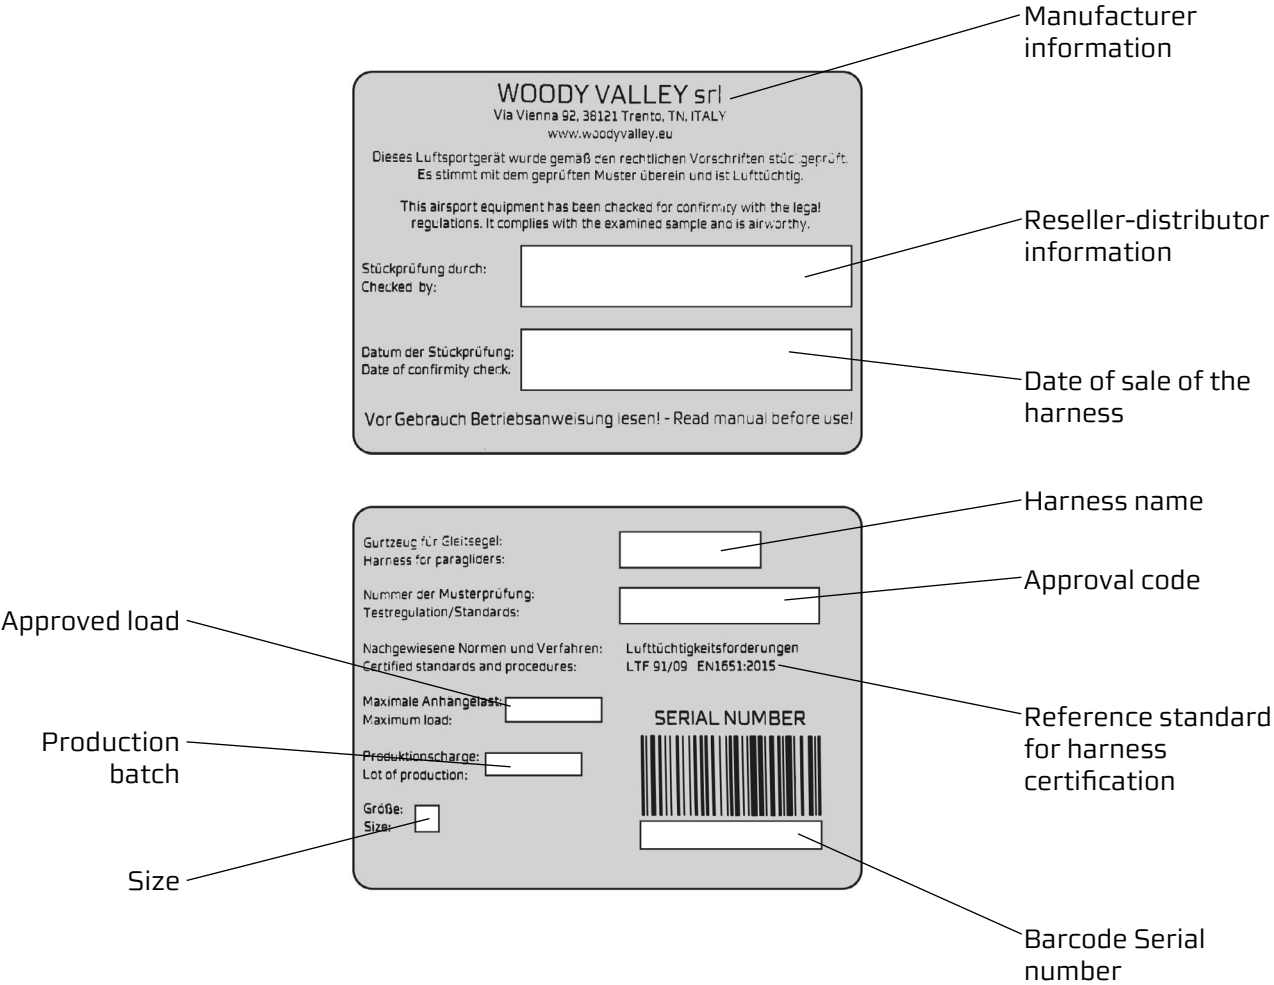 Manufacturer
information
WOODY VALLEY srl
Via Vienna 92, 38121 Trento, TN, ITALY
www.woodyvalley.eu
Dieses Luftsportgerät wurde gemäß den rechtlichen Vorschriften stückgeprüft.
Es stimmt mit dem geprüften Muster überein und ist Lufttüchtig.
This airsport equipment has been checked for confirmity with the legal
regulations. It complies with the examined sample and is airworthy.
Reseller-distributor
information
Stückprüfung durch:
Checked by:
Datum der Stückprüfung:
Date of confirmity check.
Date of sale of the
harness
Vor Gebrauch Betriebsanweisung lesen! - Read manual before use!
Harness name
Gurtzeug für Gleitsegel:
Harness for paragliders:
Approval code
Nummer der Musterprüfung:
Testregulation/Standards:
Approved load
Nachgewiesene Normen und Verfahren:
Certified standards and procedures:
Lufttüchtigkeitsforderungen
LTF 91/09 EN1651:2015
Reference standard
for harness
certification
Maximale Anhängelast:
Maximum load:
SERIAL NUMBER
Production
batch
Produktionscharge:
Lot of production:
Größe:
Size:
Size
Barcode Serial
number